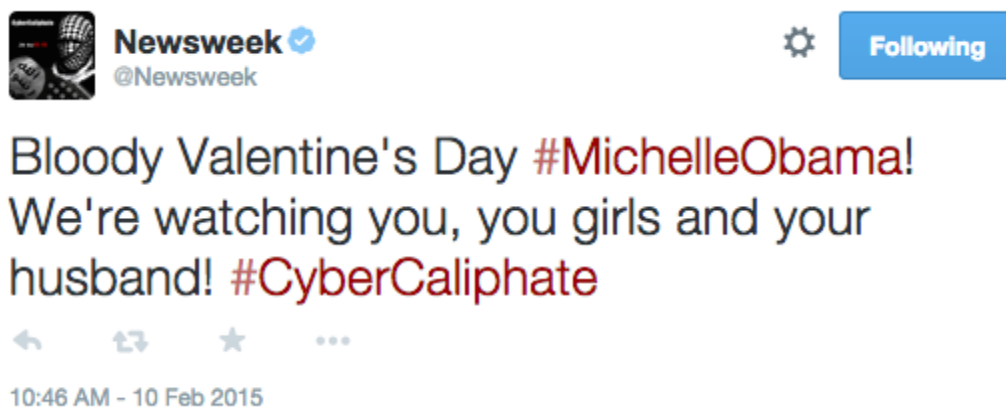 Newsweek
@Newsweek
Following
Bloody Valentine's Day #MichelleObama!
We're watching you, you girls and your
husband! #CyberCaliphate
10:46 AM - 10 Feb 2015